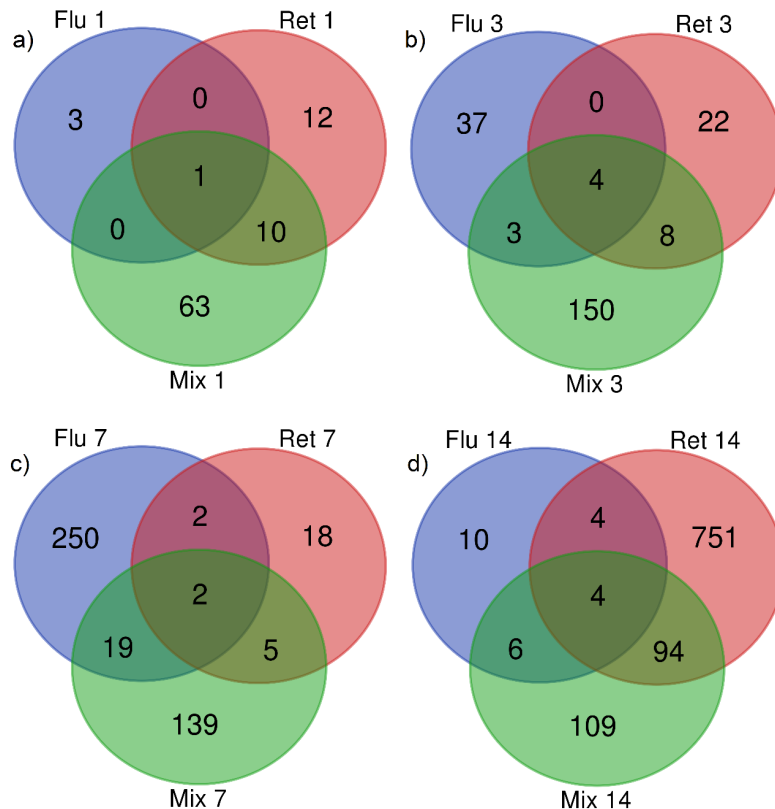 a)
Flu 1
Ret 1
3
0
12
1
0
10
63
Mix 1
b)
Flu 3
Ret 3
37
0
22
4
3
8
150
Mix 3
c)
Flu 7
Ret 7
250
2
18
2
19
5
139
Mix 7
d)
Flu 14
Ret 14
10
4
751
4
6
94
109
Mix 14